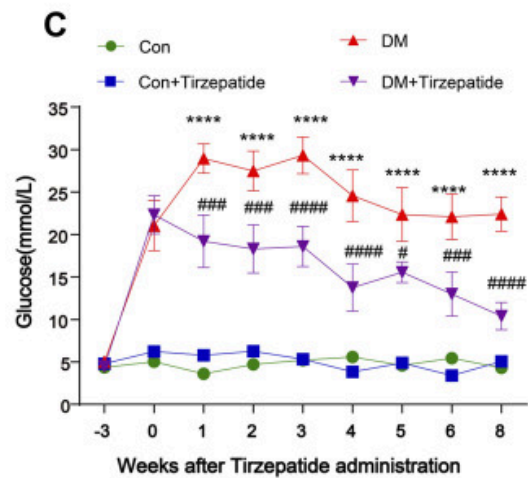 C
Con
DM
Con+Tirzepatide
DM+Tirzepatide
Glucose(mmol/L)
35
30
25
20
15
10
5
0
**** **** **** **** **** **** ****
### ### #### #### # ### ####
-3 0 1 2 3 4 5 6 8
Weeks after Tirzepatide administration